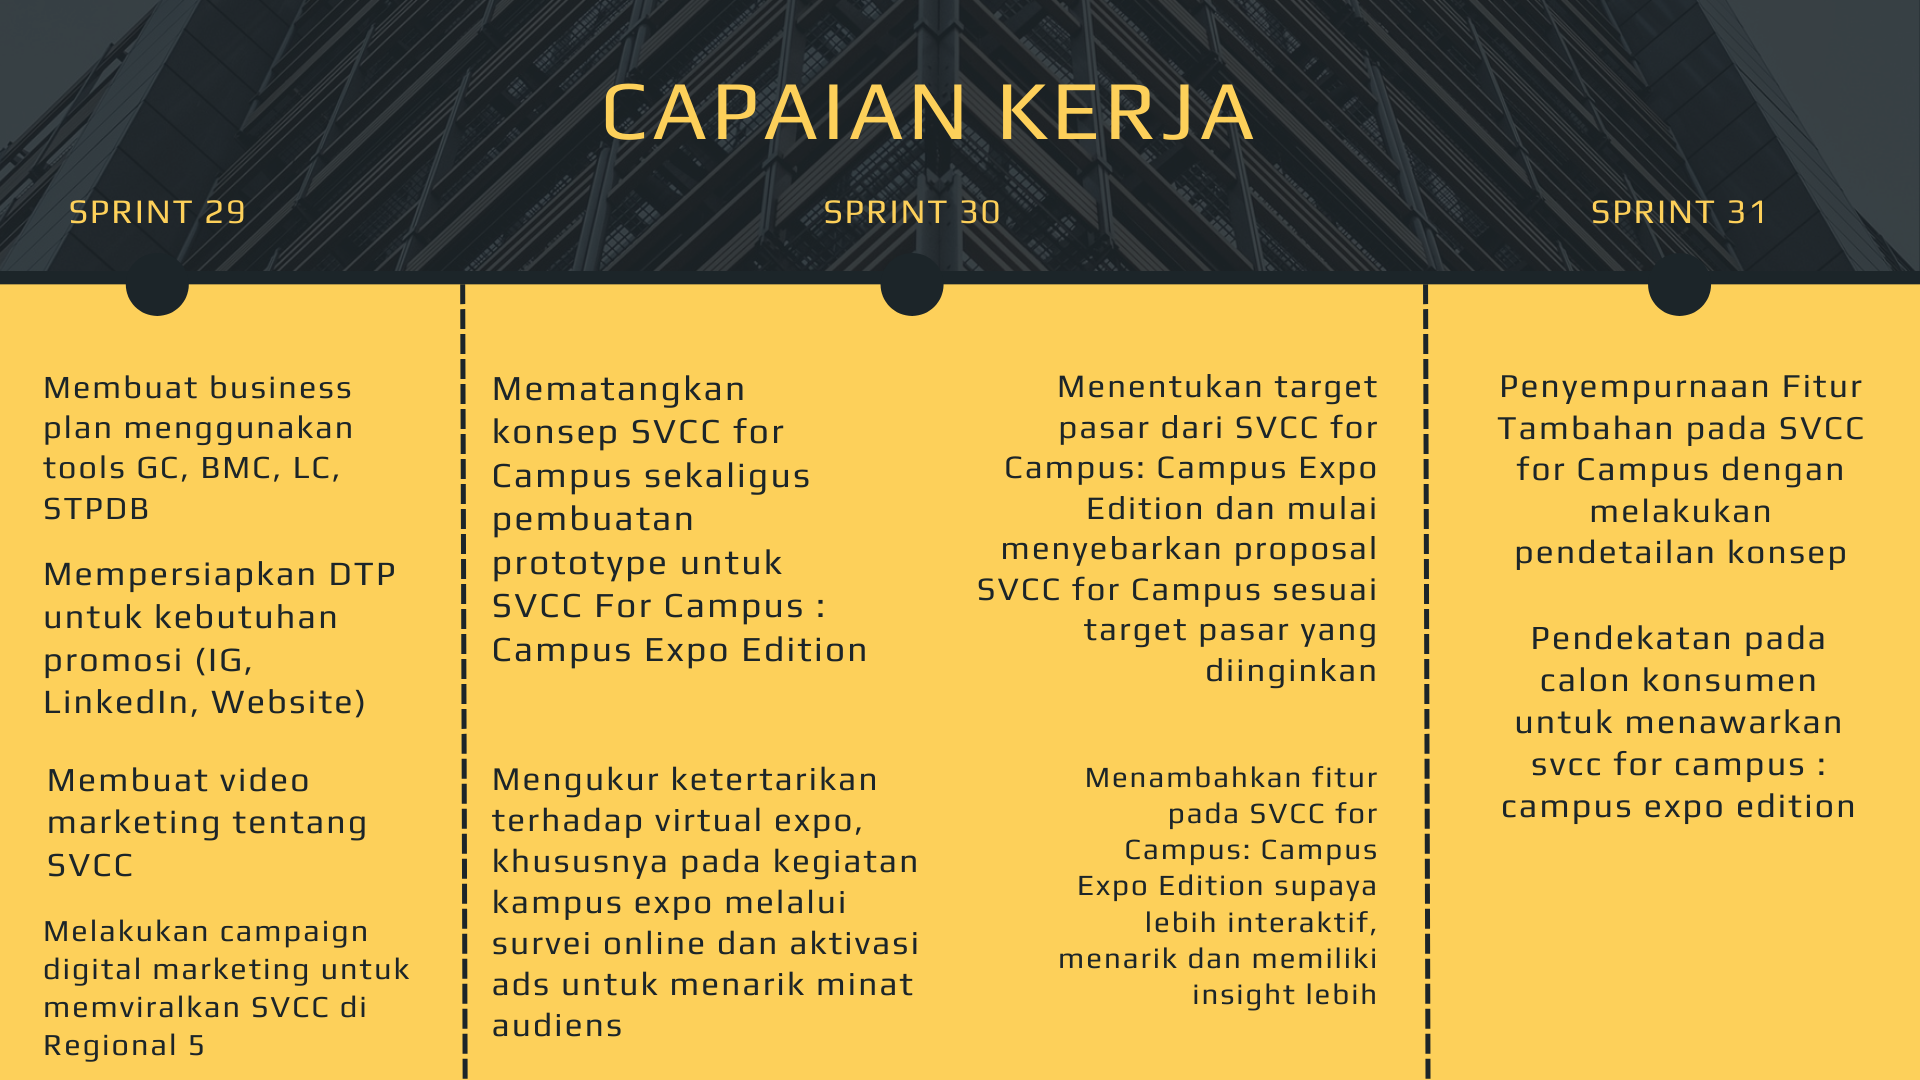 CAPAIAN KERJA
SPRINT 29
SPRINT 30
SPRINT 31
Membuat business
plan menggunakan
tools GC, BMC, LC,
STPDB
Mempersiapkan DTP
untuk kebutuhan
promosi (IG,
LinkedIn, Website)
Membuat video
marketing tentang
SVCC
Melakukan campaign
digital marketing untuk
memviralkan SVCC di
Regional 5
Mematangkan
konsep SVCC for
Campus sekaligus
pembuatan
prototype untuk
SVCC For Campus :
Campus Expo Edition
Mengukur ketertarikan
terhadap virtual expo,
khususnya pada kegiatan
kampus expo melalui
survei online dan aktivasi
ads untuk menarik minat
audiens
Menentukan target
pasar dari SVCC for
Campus: Campus Expo
Edition dan mulai
menyebarkan proposal
SVCC for Campus sesuai
target pasar yang
diinginkan
Menambahkan fitur
pada SVCC for
Campus: Campus
Expo Edition supaya
lebih interaktif,
menarik dan memiliki
insight lebih
Penyempurnaan Fitur
Tambahan pada SVCC
for Campus dengan
melakukan
pendetailan konsep
Pendekatan pada
calon konsumen
untuk menawarkan
svcc for campus :
campus expo edition